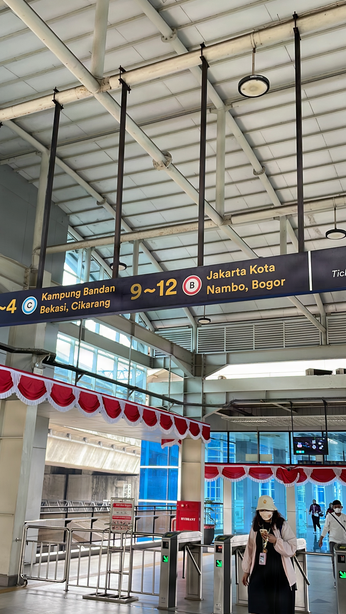 ~4 C Kampung Bandan
Bekasi, Cikarang
9~12 B Jakarta Kota
Nambo, Bogor
Tic